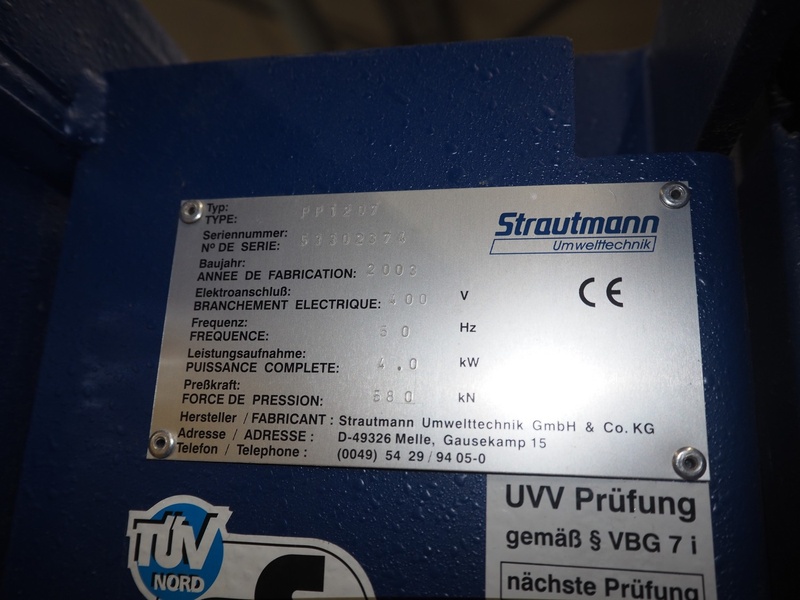 Typ:
TYPE: PP1207
Strautmann
Umwelttechnik
Seriennummer:
Nº DE SERIE:
Baujahr:
ANNEE DE FABRICATION: 2003
CE
Elektroanschluß:
BRANCHEMENT ELECTRIQUE: 400 V
Frequenz:
FREQUENCE: 50 Hz
Leistungsaufnahme:
PUISSANCE COMPLETE: 4.0 kW
Preßkraft:
FORCE DE PRESSION: kN
Hersteller / FABRICANT : Strautmann Umwelttechnik GmbH & Co. KG
Adresse / ADRESSE : D-49326 Melle, Gausekamp 15
Telefon / Telephone : (0049) 54 29 / 94 05-0
UVV Prüfung
gemäß § VBG 7 i
nächste Prüfung
TÜV
NORD